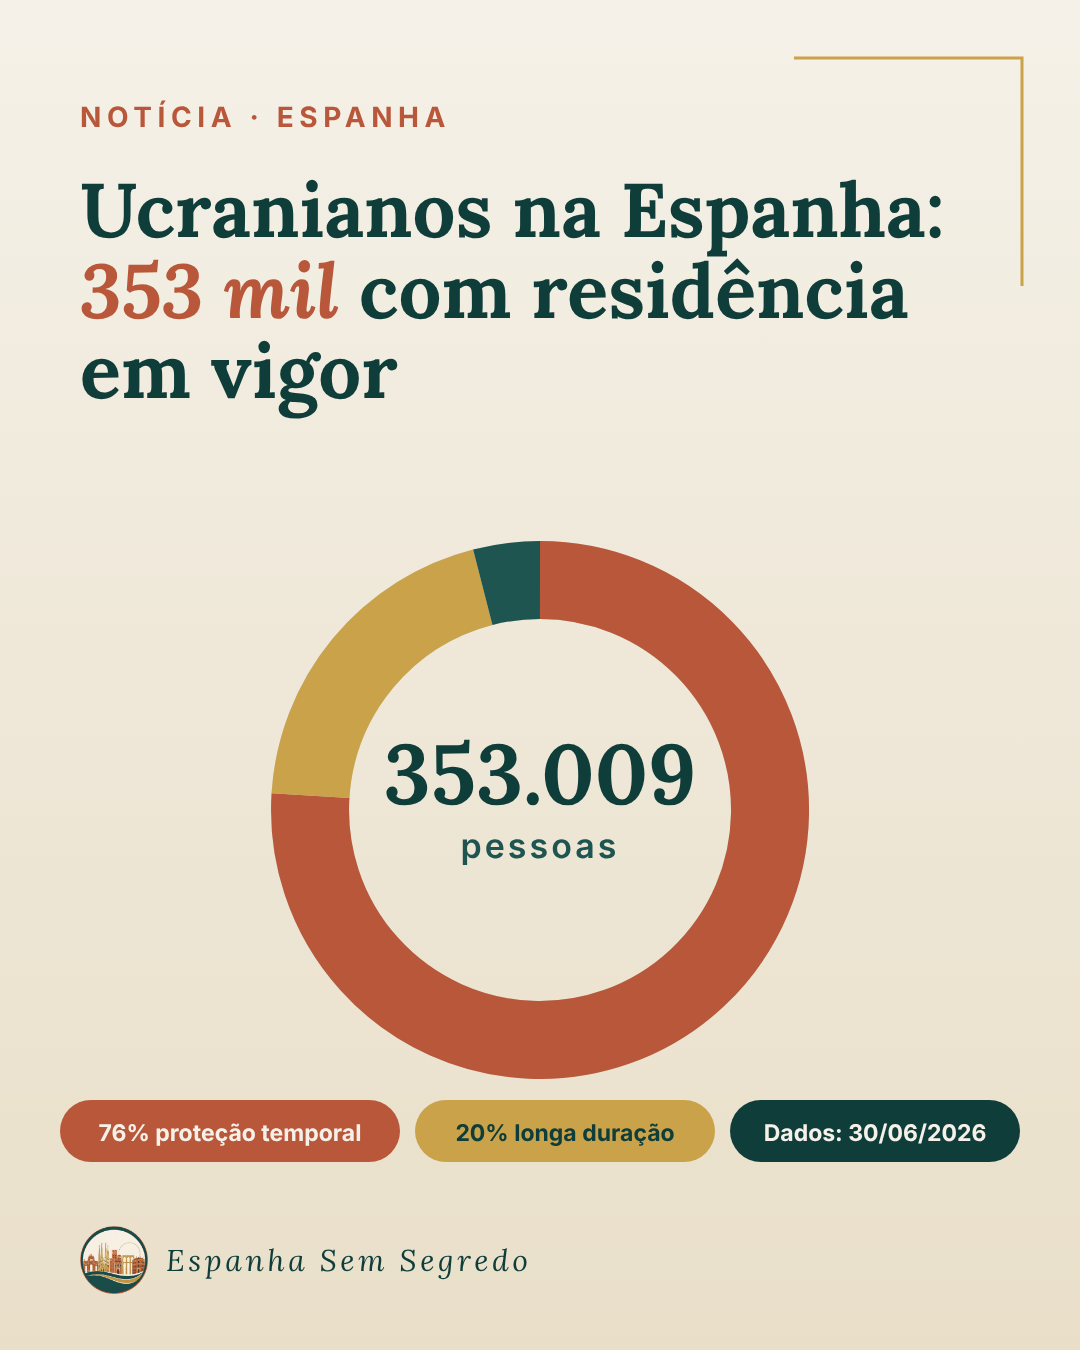 NOTÍCIA · ESPANHA
Ucranianos na Espanha:
353 mil com residência
em vigor
353.009
pessoas
76% proteção temporal
20% longa duração
Dados: 30/06/2026
Espanha Sem Segredo